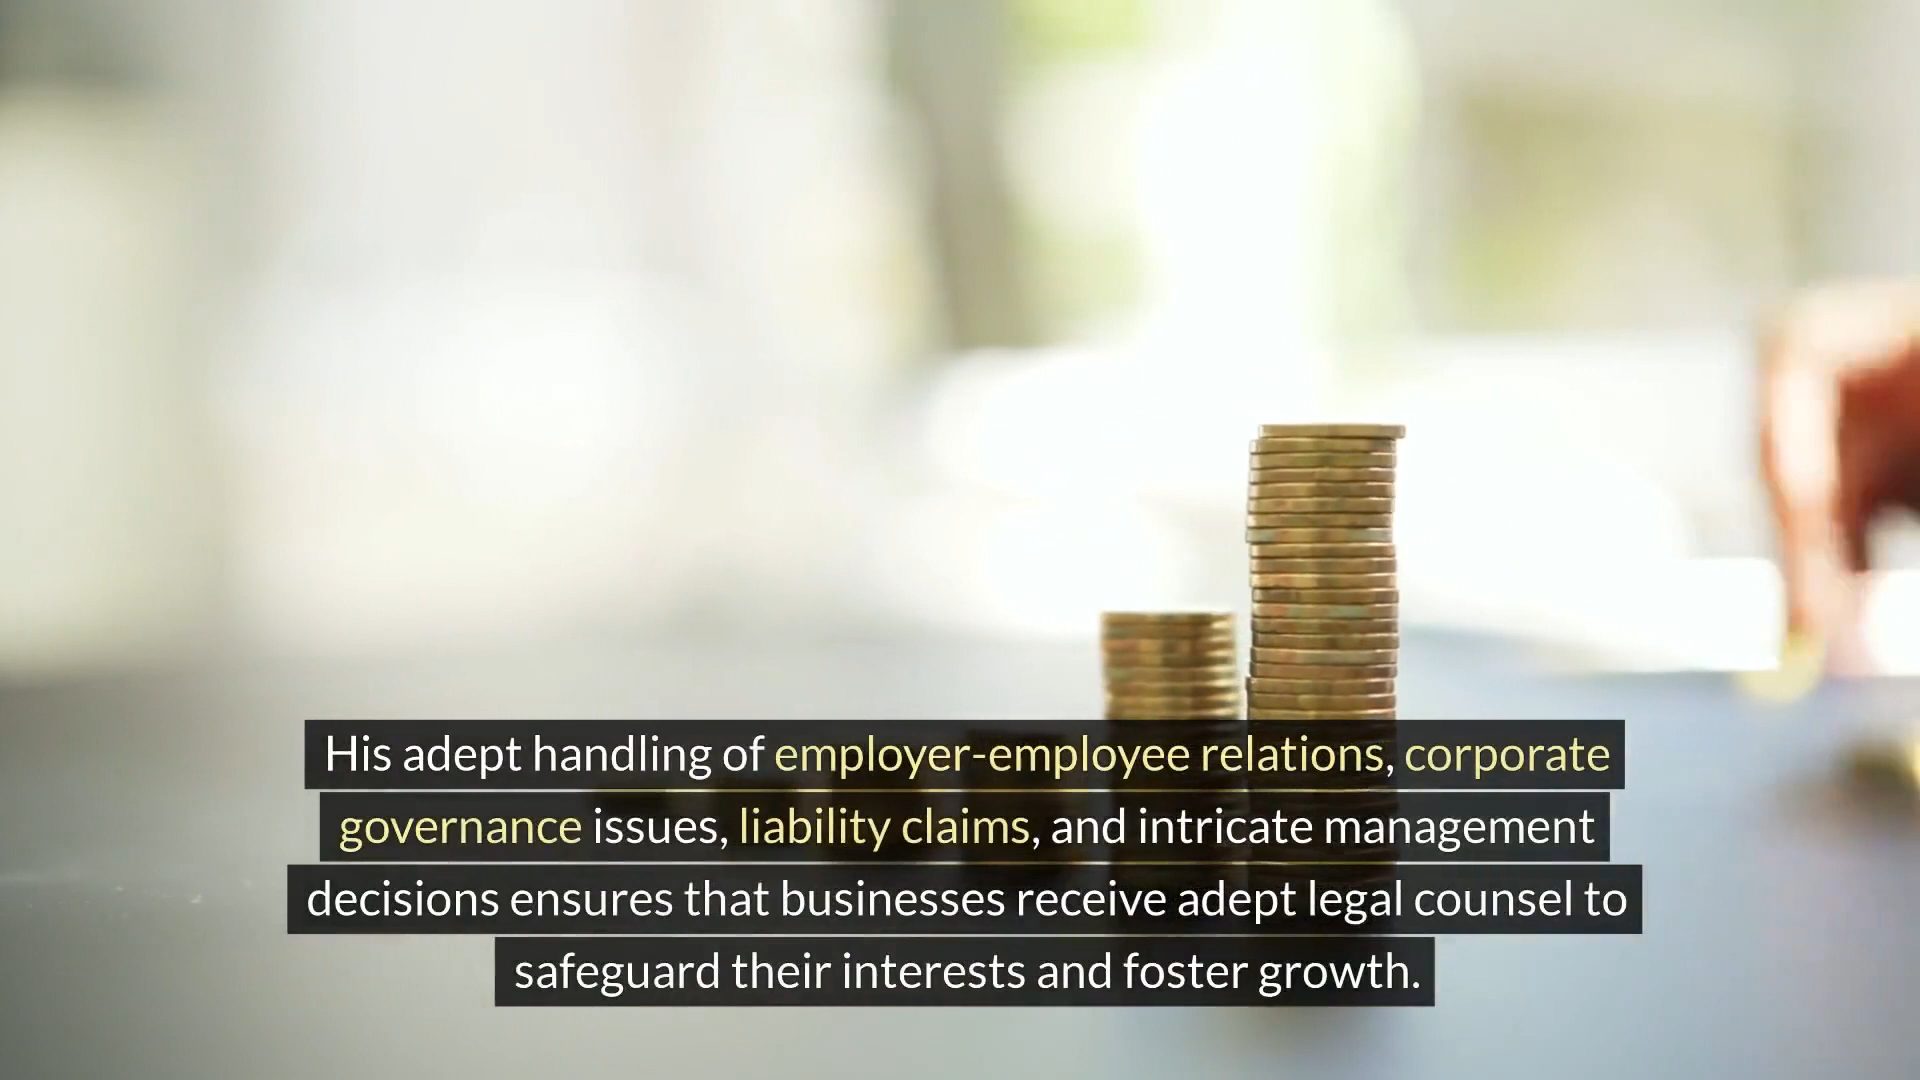 His adept handling of employer-employee relations, corporate
governance issues, liability claims, and intricate management
decisions ensures that businesses receive adept legal counsel to
safeguard their interests and foster growth.